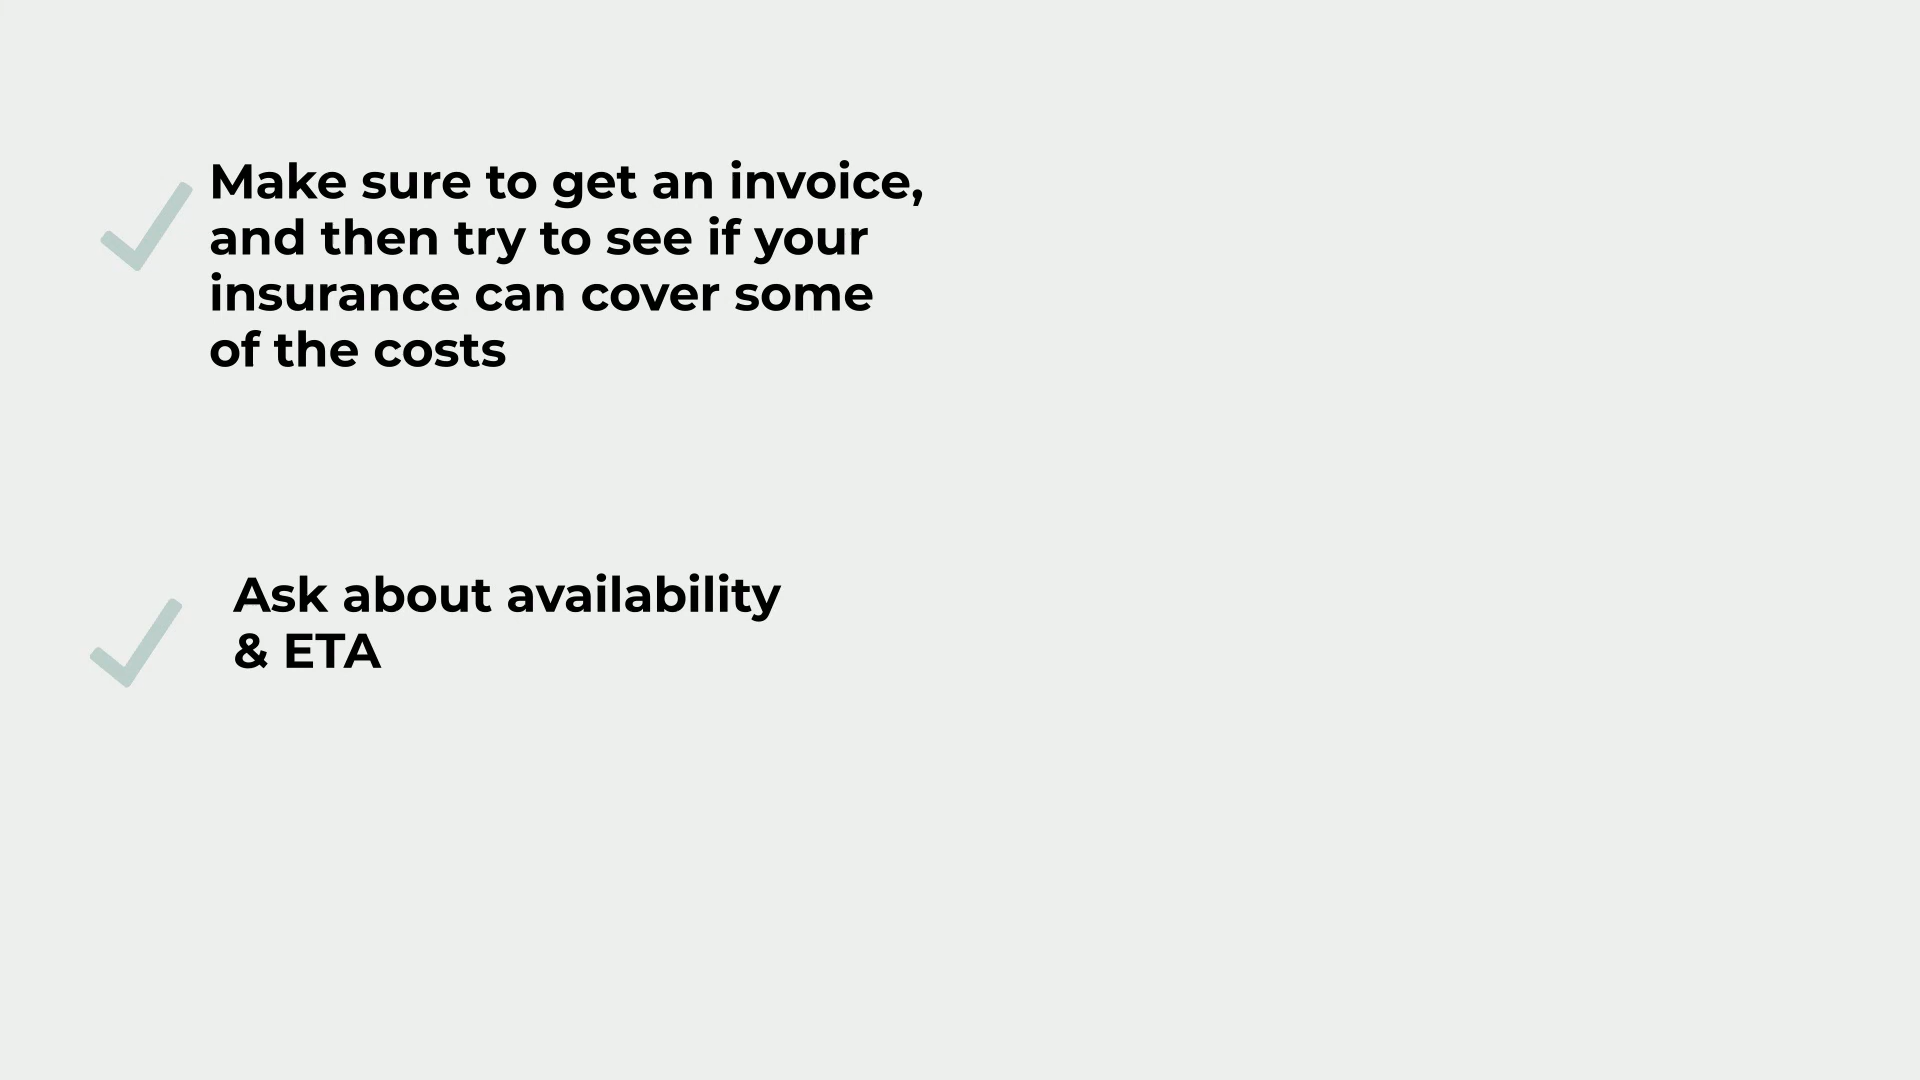 Make sure to get an invoice,
and then try to see if your
insurance can cover some
of the costs
Ask about availability
& ETA